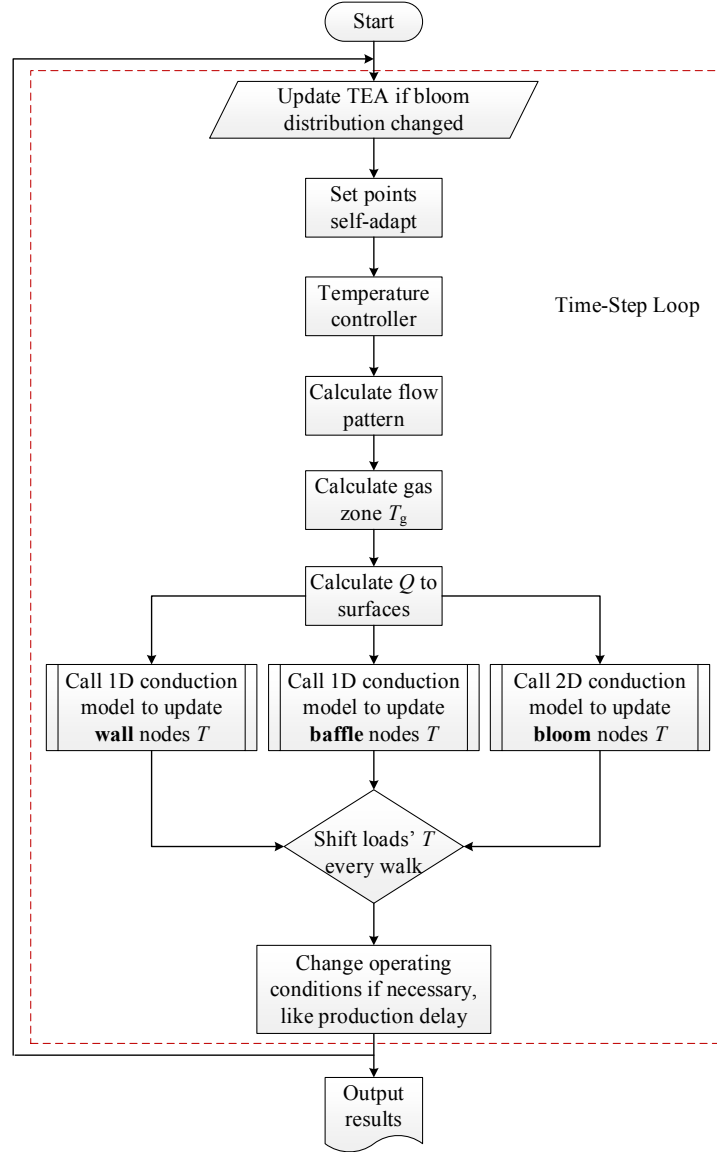 Start
Update TEA if bloom
distribution changed
Set points
self-adapt
Temperature
controller
Time-Step Loop
Calculate flow
pattern
Calculate gas
zone Tg
Calculate Q to
surfaces
Call 1D conduction
model to update
wall nodes T
Call 1D conduction
model to update
baffle nodes T
Call 2D conduction
model to update
bloom nodes T
Shift loads' T
every walk
Change operating
conditions if necessary,
like production delay
Output
results